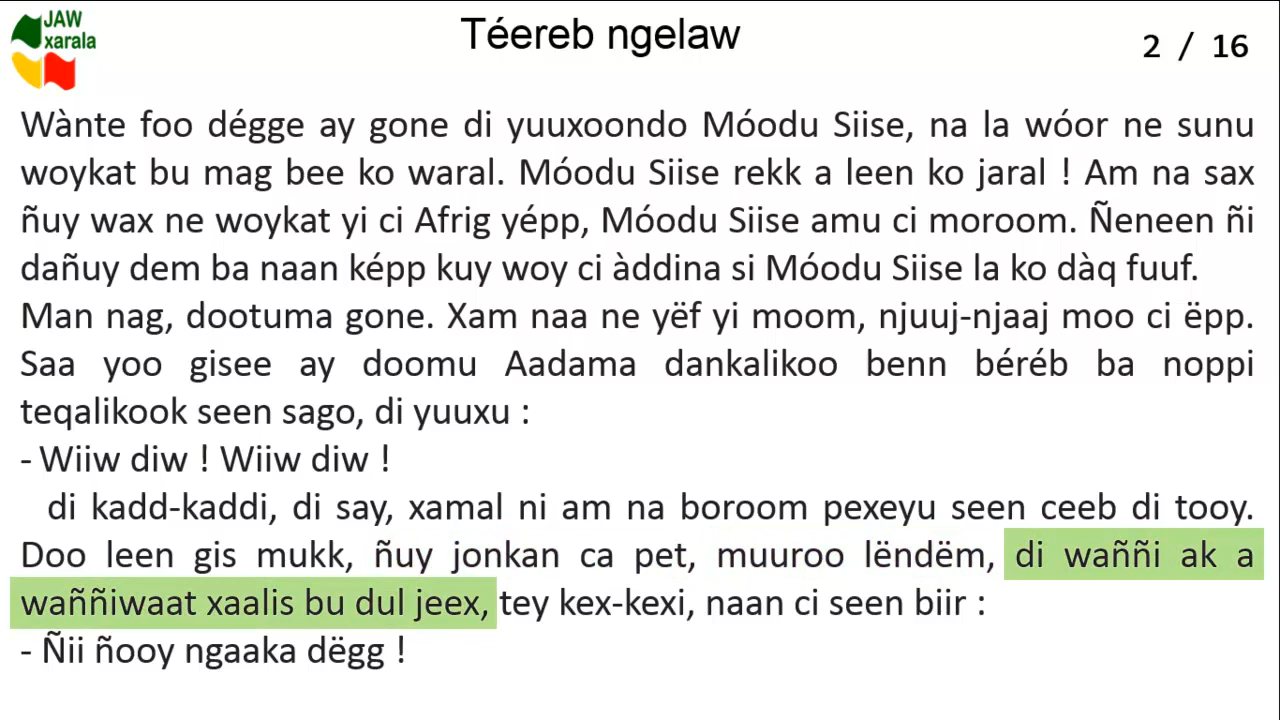 JAW
xarala
Téereb ngelaw
2 / 16
Wànte foo dégge ay gone di yuuxoondo Móodu Siise, na la wóor ne sunu
woykat bu mag bee ko waral. Móodu Siise rekk a leen ko jaral ! Am na sax
ñuy wax ne woykat yi ci Afrig yépp, Móodu Siise amu ci moroom. Ñeneen ñi
dañuy dem ba naan képp kuy woy ci àddina si Móodu Siise la ko dàq fuuf.
Man nag, dootuma gone. Xam naa ne yëf yi moom, njuuj-njaaj moo ci ëpp.
Saa yoo gisee ay doomu Aadama dankalikoo benn béréb ba noppi
teqalikook seen sago, di yuuxu :
- Wiiw diw ! Wiiw diw !
di kadd-kaddi, di say, xamal ni am na boroom pexeyu seen ceeb di tooy.
Doo leen gis mukk, ñuy jonkan ca pet, muuroo lëndëm, di waññi ak a
waññiwaat xaalis bu dul jeex, tey kex-kexi, naan ci seen biir :
- Ñii ñooy ngaaka dëgg !